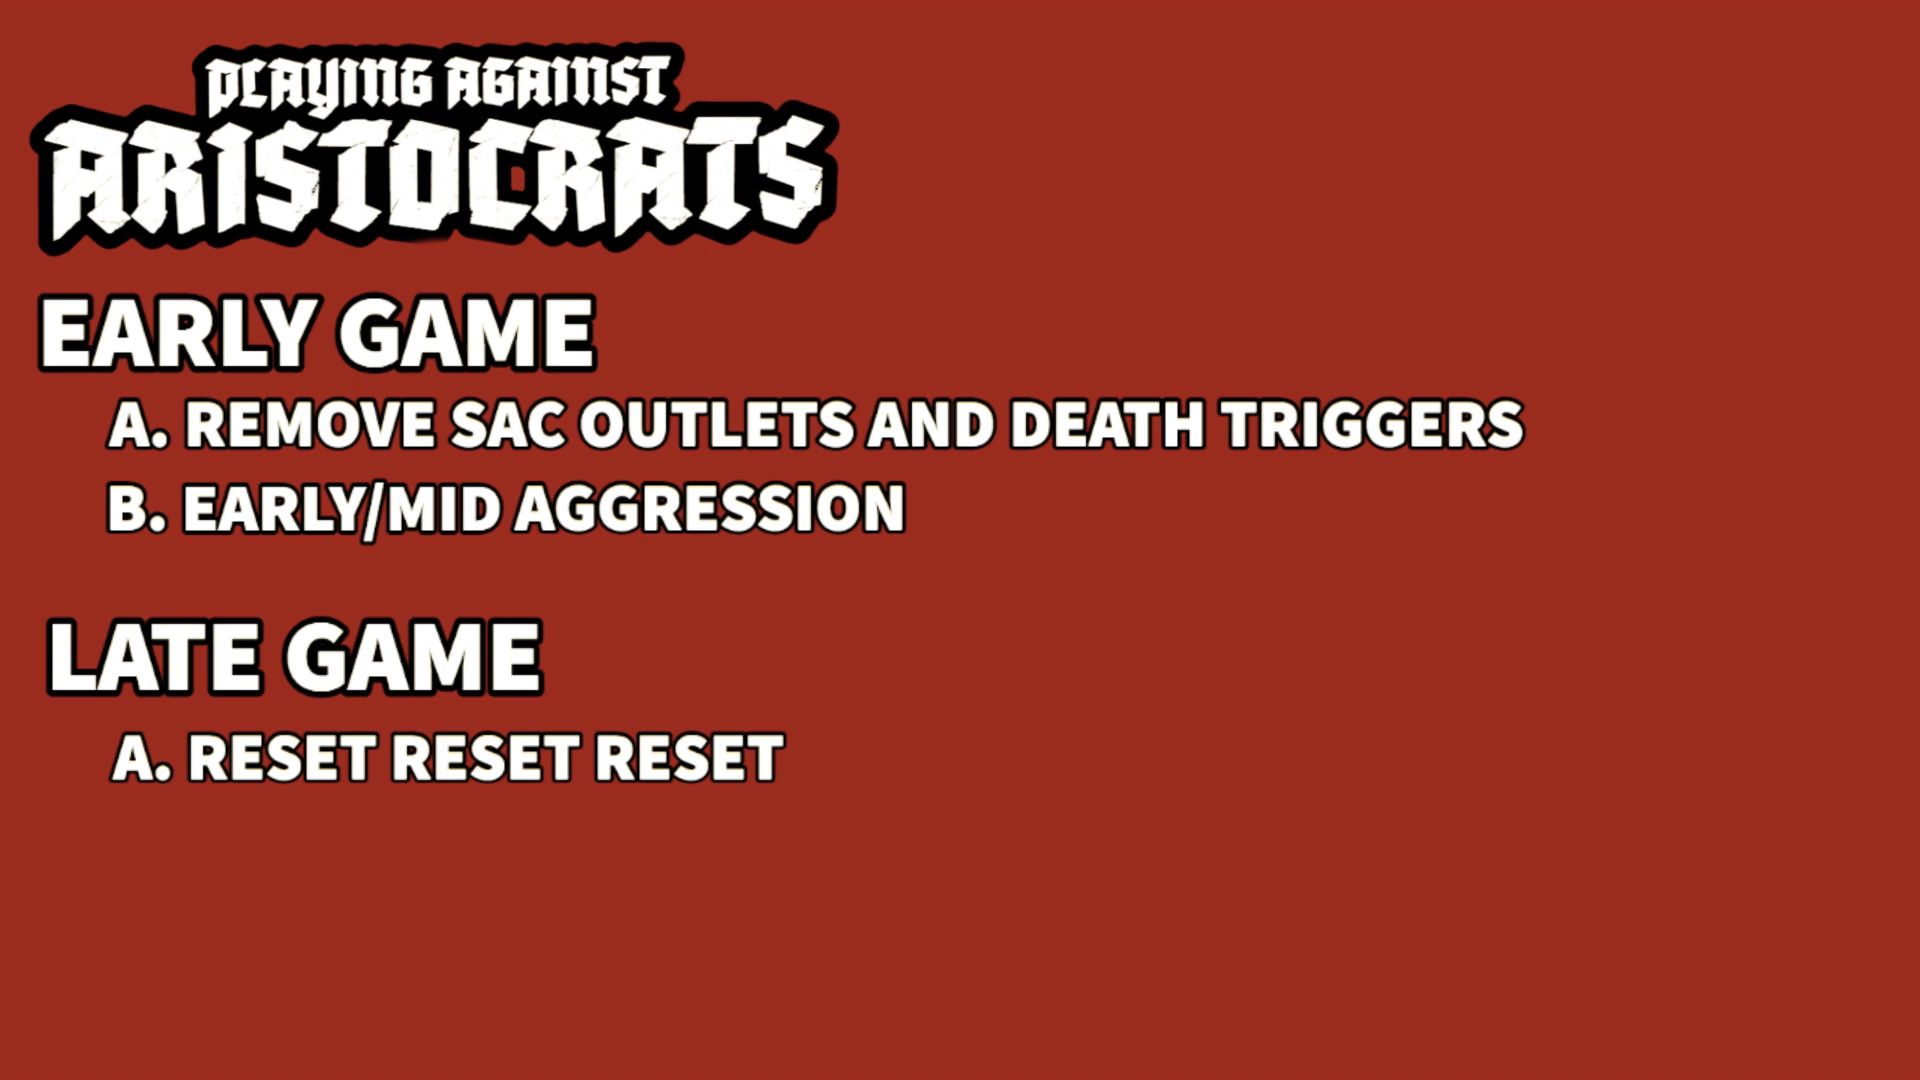 PLAYING AGAINST
ARISTOCRATS
EARLY GAME
A. REMOVE SAC OUTLETS AND DEATH TRIGGERS
B. EARLY/MID AGGRESSION
LATE GAME
A. RESET RESET RESET